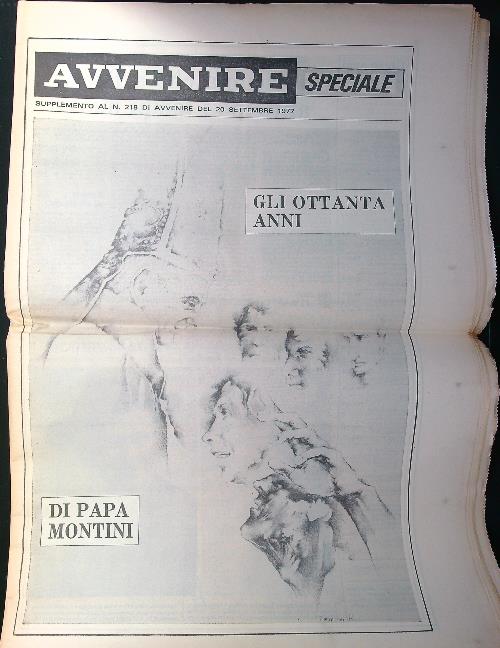 AVVENIRE SPECIALE
SUPPLEMENTO AL N. 218 DI AVVENIRE DEL 20 SETTEMBRE 1977
GLI OTTANTA
ANNI
DI PAPA
MONTINI